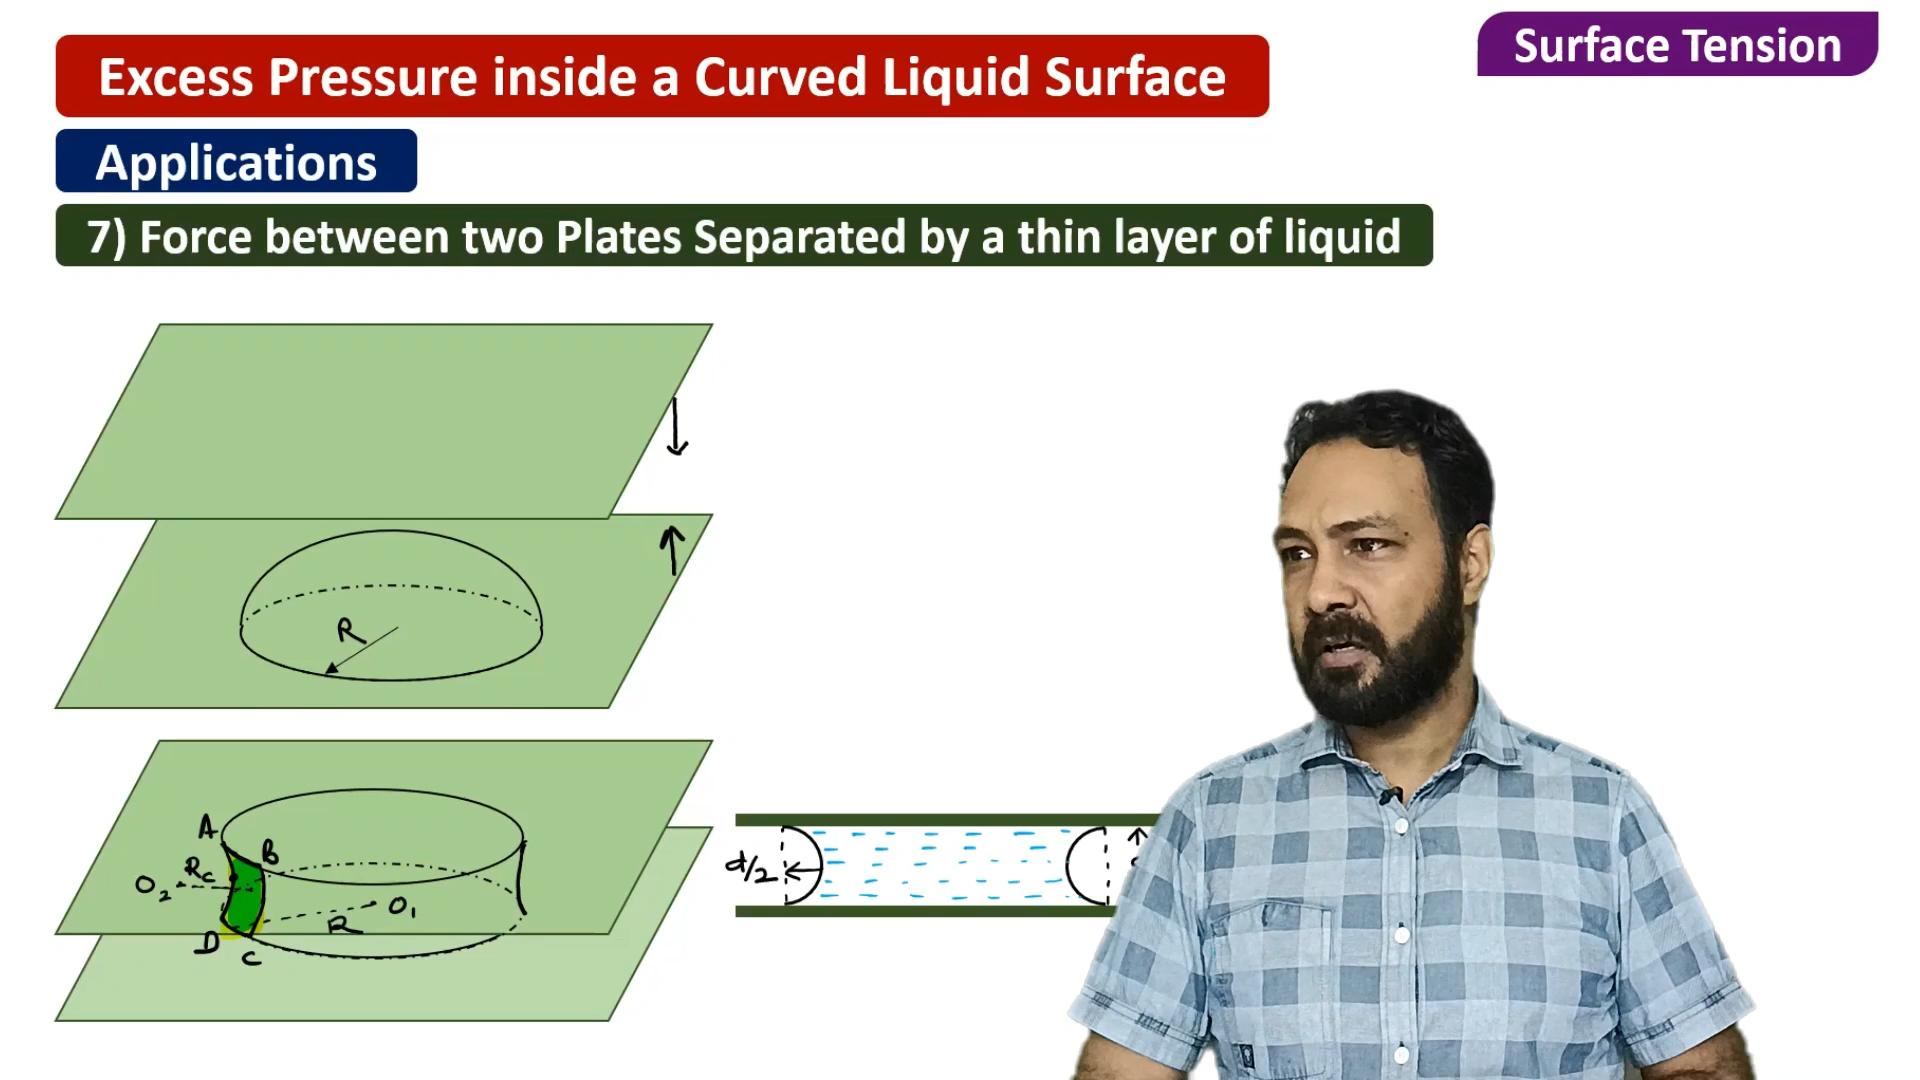 Surface Tension
Excess Pressure inside a Curved Liquid Surface
Applications
7) Force between two Plates Separated by a thin layer of liquid
R
A
B
Rc
O2
O1
R
D
C
d/2